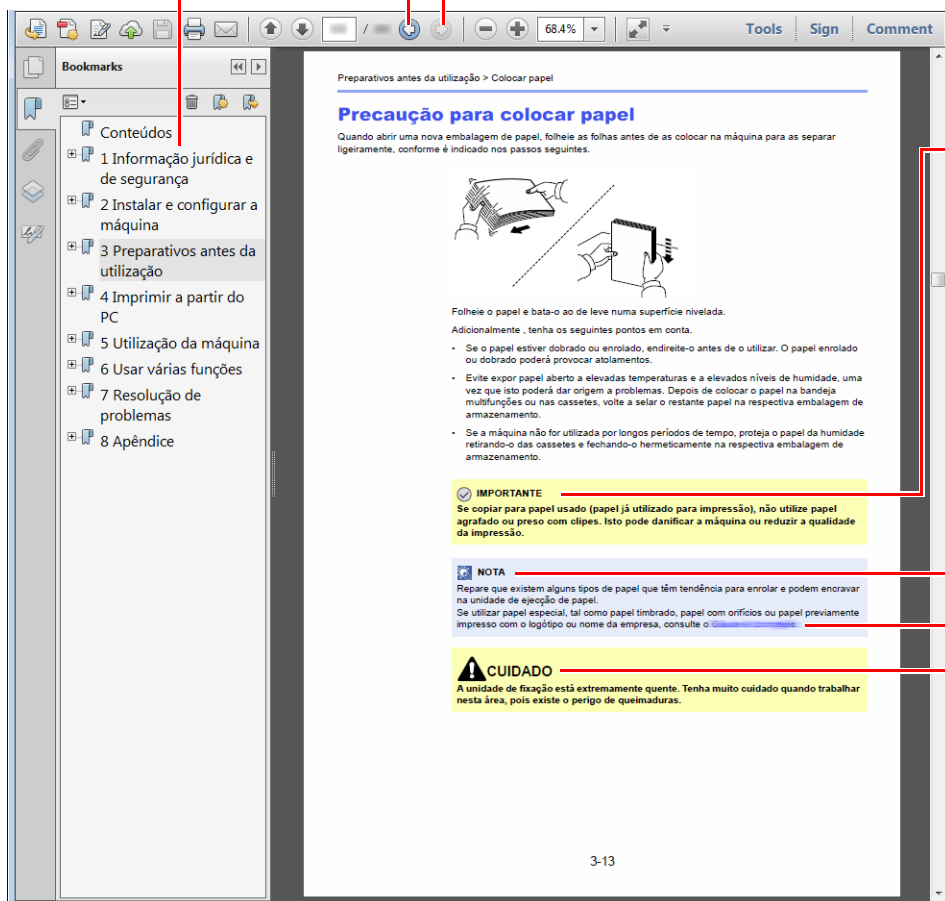 /
68.4%
Tools
Sign
Comment
Bookmarks
Conteúdos
1 Informação jurídica e
de segurança
2 Instalar e configurar a
máquina
3 Preparativos antes da
utilização
4 Imprimir a partir do
PC
5 Utilização da máquina
6 Usar várias funções
7 Resolução de
problemas
8 Apêndice
Preparativos antes da utilização > Colocar papel
Precaução para colocar papel
Quando abrir uma nova embalagem de papel, folheie as folhas antes de as colocar na máquina para as separar
ligeiramente, conforme é indicado nos passos seguintes.
Folheie o papel e bata-o ao de leve numa superfície nivelada.
Adicionalmente , tenha os seguintes pontos em conta.
• Se o papel estiver dobrado ou enrolado, endireite-o antes de o utilizar. O papel enrolado
ou dobrado poderá provocar atolamentos.
• Evite expor papel aberto a elevadas temperaturas e a elevados níveis de humidade, uma
vez que isto poderá dar origem a problemas. Depois de colocar o papel na bandeja
multifunções ou nas cassetes, volte a selar o restante papel na respectiva embalagem de
armazenamento.
• Se a máquina não for utilizada por longos períodos de tempo, proteja o papel da humidade
retirando-o das cassetes e fechando-o hermeticamente na respectiva embalagem de
armazenamento.
IMPORTANTE
Se copiar para papel usado (papel já utilizado para impressão), não utilize papel
agrafado ou preso com clipes. Isto pode danificar a máquina ou reduzir a qualidade
da impressão.
NOTA
Repare que existem alguns tipos de papel que têm tendência para enrolar e podem encravar
na unidade de ejecção de papel.
Se utilizar papel especial, tal como papel timbrado, papel com orifícios ou papel previamente
impresso com o logótipo ou nome da empresa, consulte o
CUIDADO
A unidade de fixação está extremamente quente. Tenha muito cuidado quando trabalhar
nesta área, pois existe o perigo de queimaduras.
3-13